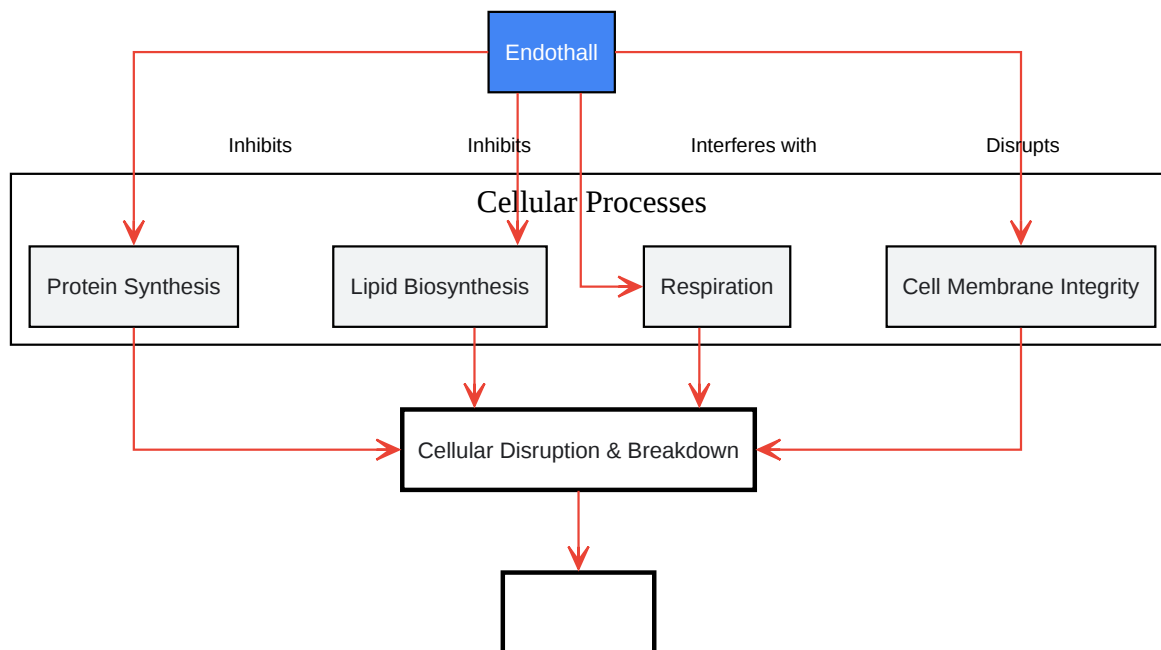 Endothall
Inhibits
Inhibits
Interferes with
Disrupts
Cellular Processes
Protein Synthesis
Lipid Biosynthesis
Respiration
Cell Membrane Integrity
Cellular Disruption & Breakdown